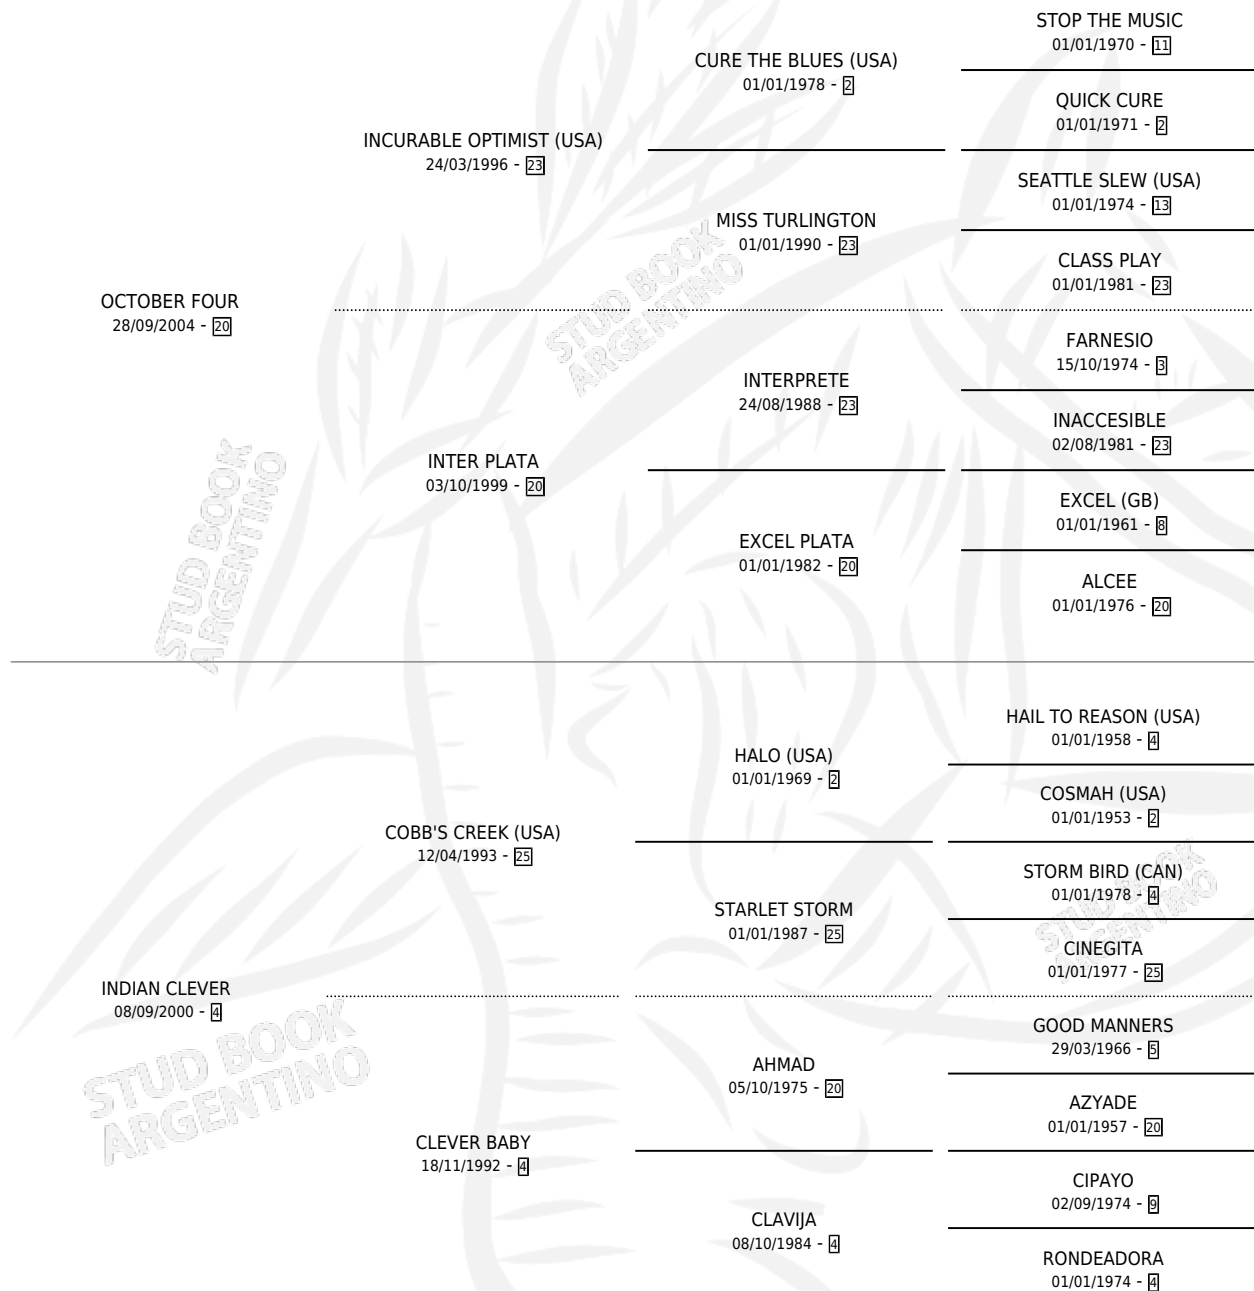 STOP THE MUSIC
01/01/1970 - 11
CURE THE BLUES (USA)
01/01/1978 - 2
QUICK CURE
01/01/1971 - 2
INCURABLE OPTIMIST (USA)
24/03/1996 - 23
SEATTLE SLEW (USA)
01/01/1974 - 13
MISS TURLINGTON
01/01/1990 - 23
CLASS PLAY
01/01/1981 - 23
OCTOBER FOUR
28/09/2004 - 20
FARNESIO
15/10/1974 - 3
INTERPRETE
24/08/1988 - 23
INACCESIBLE
02/08/1981 - 23
INTER PLATA
03/10/1999 - 20
EXCEL (GB)
01/01/1961 - 8
EXCEL PLATA
01/01/1982 - 20
ALCEE
01/01/1976 - 20
HAIL TO REASON (USA)
01/01/1958 - 4
HALO (USA)
01/01/1969 - 2
COSMAH (USA)
01/01/1953 - 2
COBB'S CREEK (USA)
12/04/1993 - 25
STORM BIRD (CAN)
01/01/1978 - 4
STARLET STORM
01/01/1987 - 25
CINEGITA
01/01/1977 - 25
INDIAN CLEVER
08/09/2000 - 4
GOOD MANNERS
29/03/1966 - 5
AHMAD
05/10/1975 - 20
AZYADE
01/01/1957 - 20
CLEVER BABY
18/11/1992 - 4
CIPAYO
02/09/1974 - 9
CLAVIJA
08/10/1984 - 4
RONDEADORA
01/01/1974 - 4
STUD BOOK
ARGENTINO
STUD BOOK
ARGENTINO
STUD BOOK
ARGENTINO
STUD BOOK
ARGENTINO